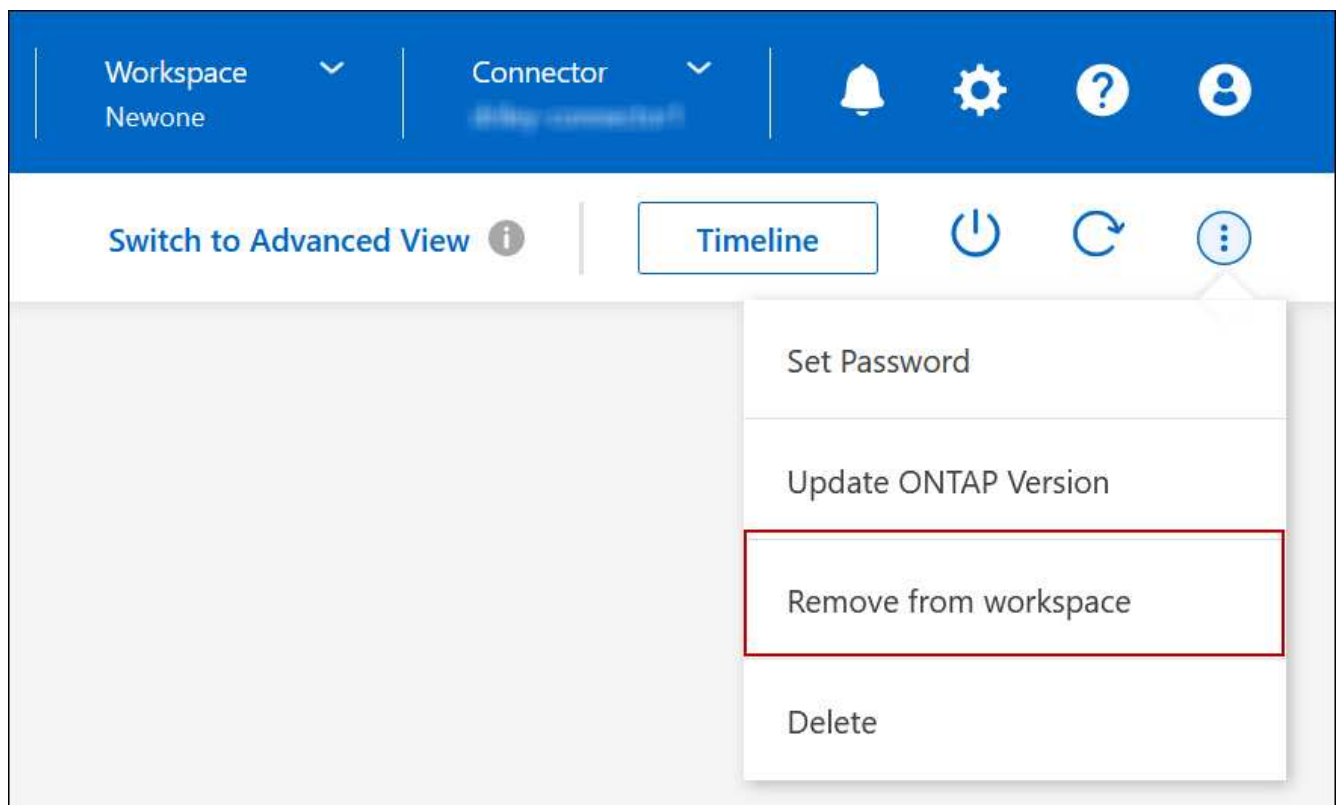 Workspace
Newone
Connector
Switch to Advanced View
Timeline
Set Password
Update ONTAP Version
Remove from workspace
Delete